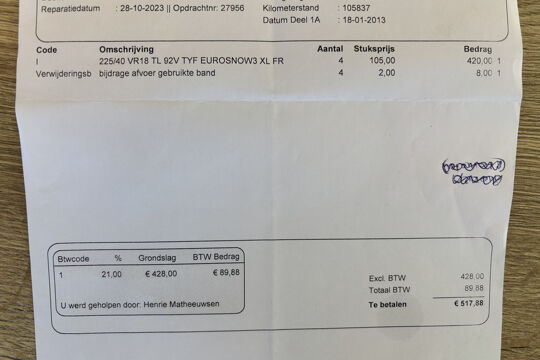 Reparatiedatum : 28-10-2023 || Opdrachtnr: 27956
Kilometerstand : 105837
Datum Deel 1A : 18-01-2013
Code Omschrijving Aantal Stuksprijs Bedrag
I 225/40 VR18 TL 92V TYF EUROSNOW3 XL FR 4 105,00 420,00 1
Verwijderingsb bijdrage afvoer gebruikte band 4 2,00 8,00 1
Btwcode % Grondslag BTW Bedrag
1 21,00 € 428,00 € 89,88
U werd geholpen door: Henrie Matheeuwsen
Excl. BTW 428,00
Totaal BTW 89,88
Te betalen € 517,88